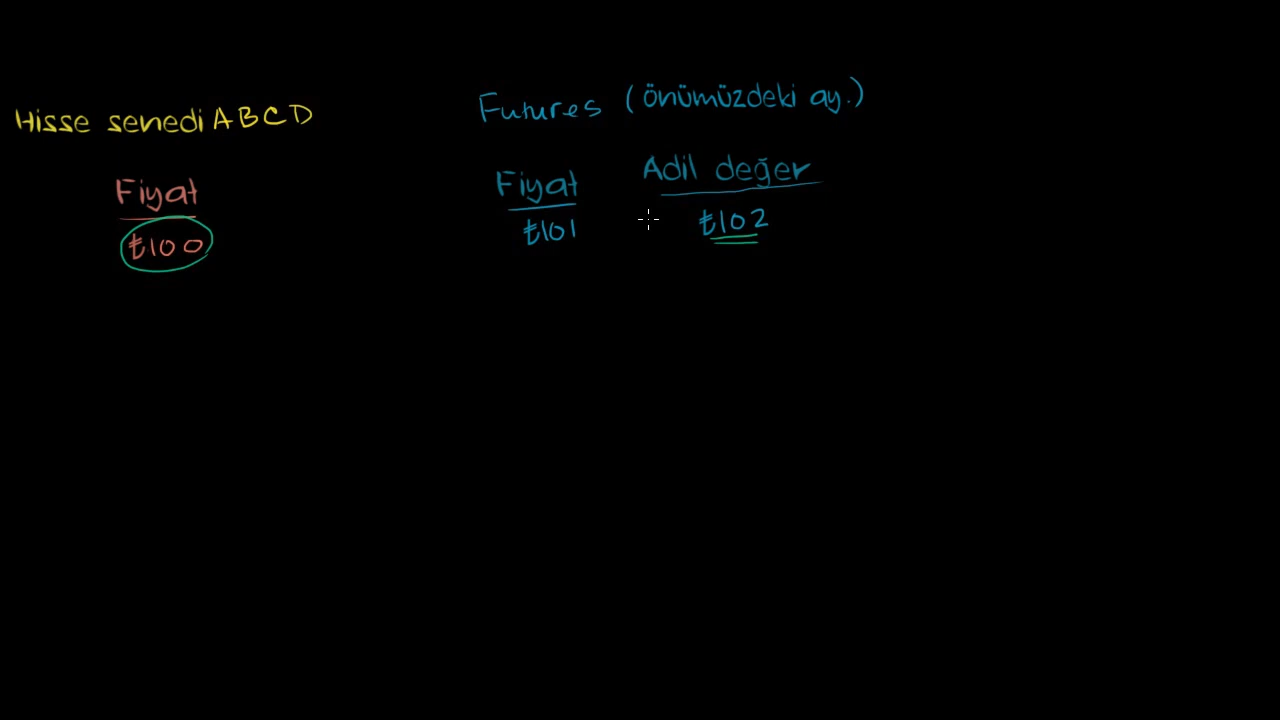 Hisse senedi ABCD
Fiyat
₺100
Futures (önümüzdeki ay.)
Fiyat
₺101
Adil değer
₺102